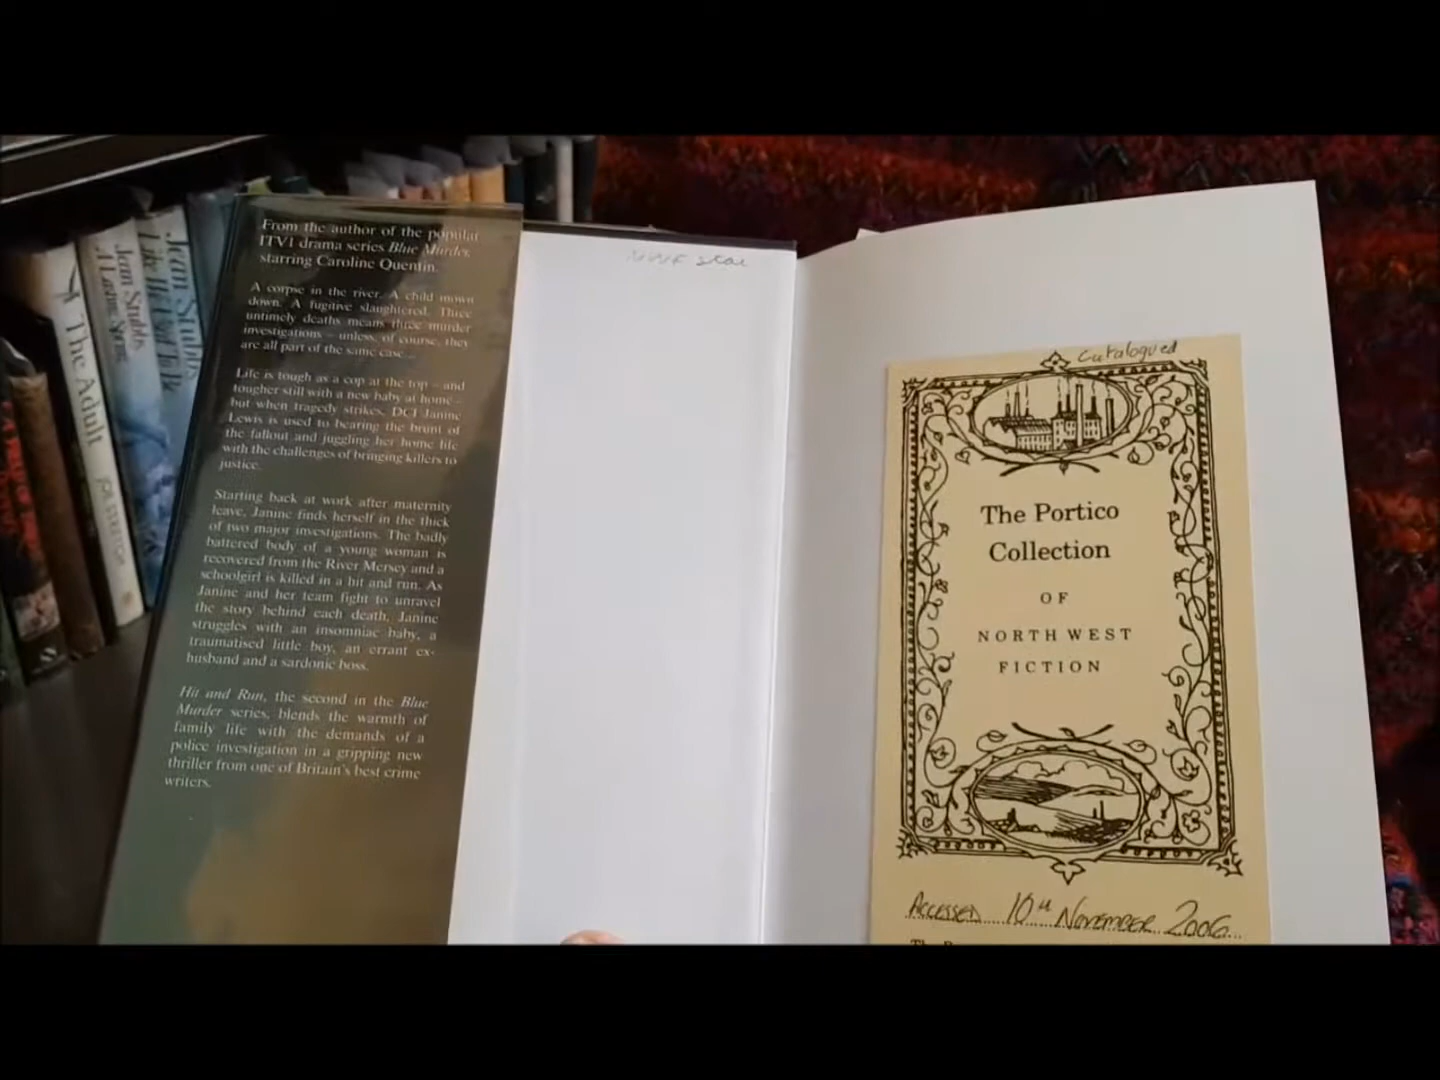 A The Adult
JOE STRETCH
Jean Stubbs
A Lasting Spring
Jean Stubbs
Like We Used To Be
From the author of the popular
ITV1 drama series Blue Murder,
starring Caroline Quentin.
A corpse in the river. A child mown
down. A fugitive slaughtered. Three
untimely deaths means three murder
investigations – unless, of course, they
are all part of the same case...
Life is tough as a cop at the top – and
tougher still with a new baby at home –
but when tragedy strikes, DCI Janine
Lewis is used to bearing the brunt of
the fallout and juggling her home life
with the challenges of bringing killers to
justice.
Starting back at work after maternity
leave, Janine finds herself in the thick
of two major investigations. The badly
battered body of a young woman is
recovered from the River Mersey and a
schoolgirl is killed in a hit and run. As
Janine and her team fight to unravel
the story behind each death, Janine
struggles with an insomniac baby, a
traumatised little boy, an errant ex-
husband and a sardonic boss.
Hit and Run, the second in the Blue
Murder series, blends the warmth of
family life with the demands of a
police investigation in a gripping new
thriller from one of Britain's best crime
writers.
Catalogued
The Portico
Collection
OF
NORTH WEST
FICTION
Accessed 10th November 2006